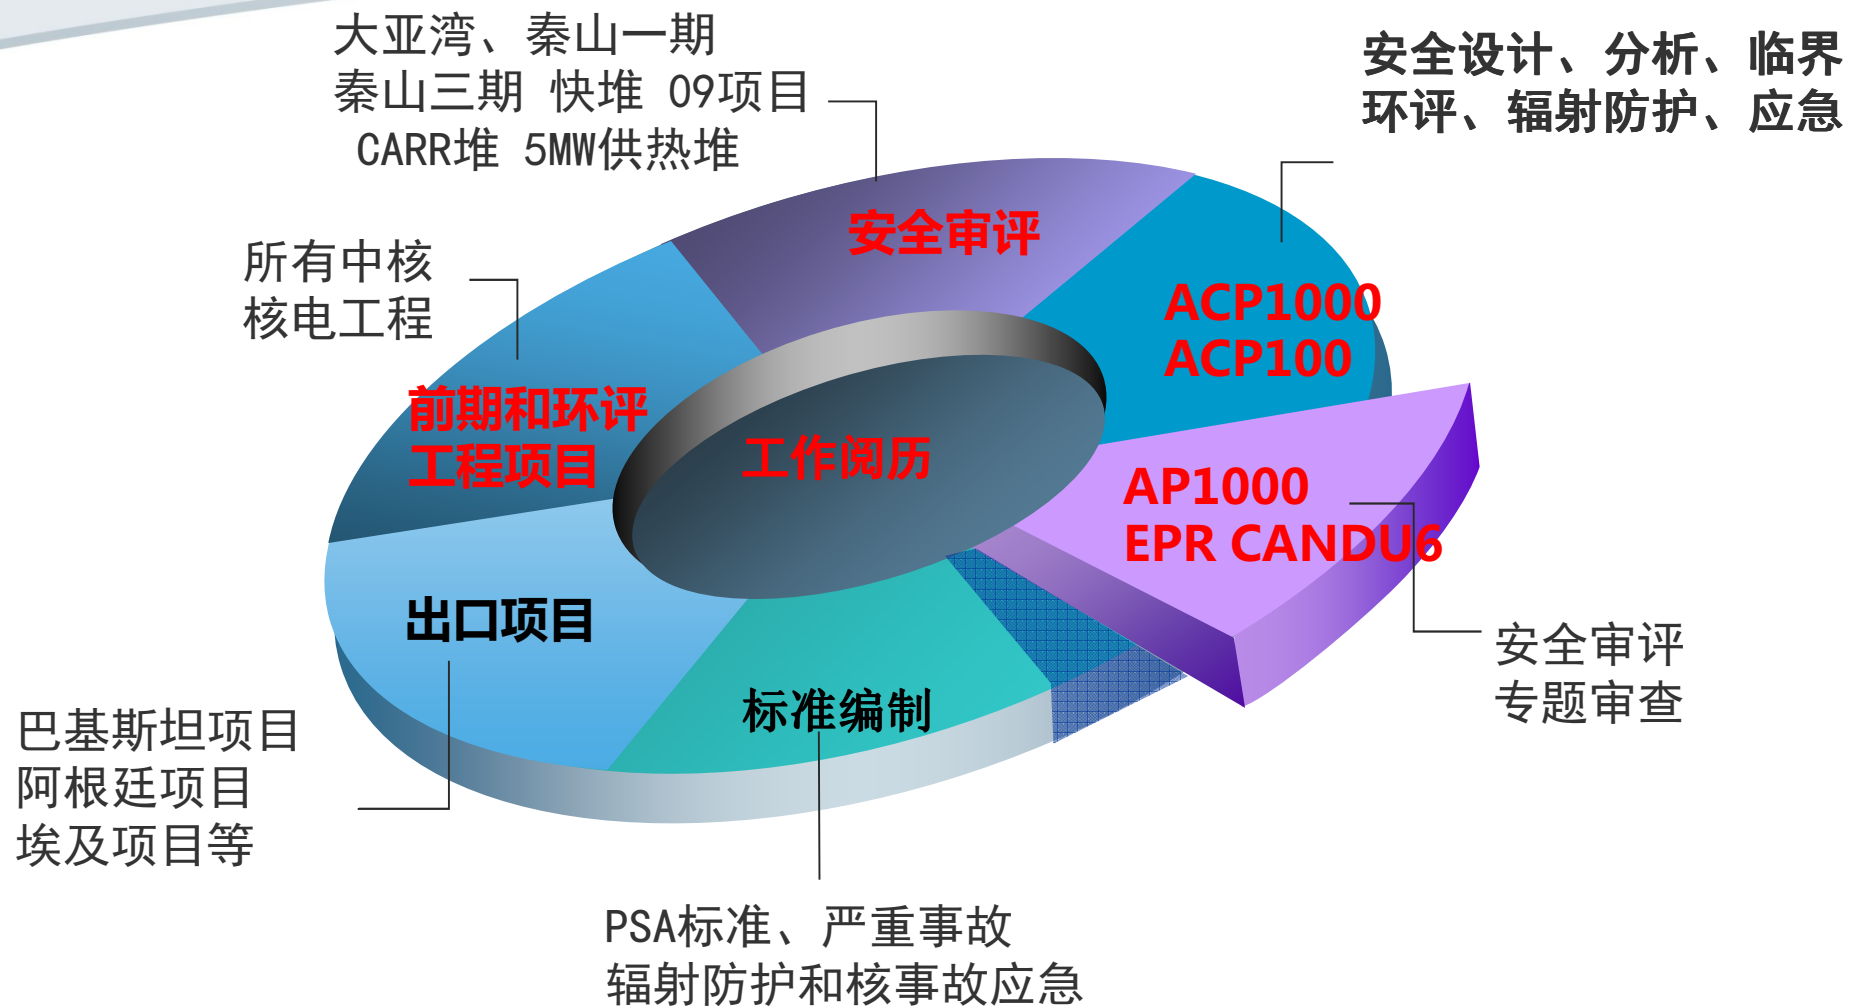 大亚湾、秦山一期
秦山三期 快堆 09项目
CARR堆 5MW供热堆
安全设计、分析、临界
环评、辐射防护、应急
安全审评
所有中核
核电工程
ACP1000
ACP100
前期和环评
工程项目
工作阅历
AP1000
EPR CANDU6
出口项目
标准编制
安全审评
专题审查
巴基斯坦项目
阿根廷项目
埃及项目等
PSA标准、严重事故
辐射防护和核事故应急